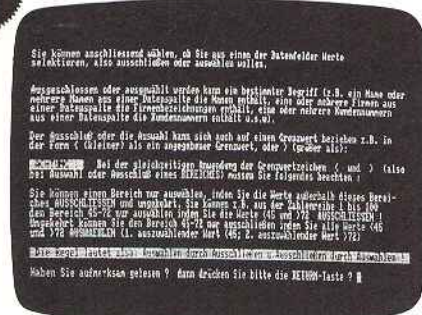 Sie können anschliessend wählen, ob Sie aus einen der Datenfelder Werte
selektieren, also ausschließen oder auswählen wollen.
Ausgeschlossen oder ausgewählt werden kann ein bestimmter Begriff (z.B. ein Name oder
mehrere Namen aus einer Datenspalte die Namen enthält, eine oder mehrere Firmen aus
einer Datenspalte die Firmenbezeichnungen enthält, eine oder mehrere Kundennummern
aus einer Datenspalte die Kundennummern enthält u.s.w).
Der Ausschluß oder die Auswahl kann sich auch auf einen Grenzwert beziehen z.B. in
der Form < (kleiner) als ein angegebener Grenzwert, oder > (größer als):
Bei der gleichzeitigen Anwendung der Grenzwertzeichen < und > (also
bei Auswahl oder Ausschluß eines BEREICHES) müssen Sie folgendes beachten :
Sie können einen Bereich nur auswählen, indem Sie die Werte außerhalb dieses Berei-
ches AUSSCHLIESSEN und umgekehrt. Sie können z.B. aus der Zahlenreihe 1 bis 100
den Bereich 45-72 nur auswählen indem Sie die Werte <45 und >72 AUSSCHLIESSEN !
Umgekehrt können Sie den Bereich 45-72 nur ausschließen indem Sie alle Werte <45
und >72 AUSWAEHLEN (1. auszuwählender Wert <45; 2. auszuwählender Wert >72)
Die Regel lautet also: Auswählen durch Ausschließen u.Ausschließen durch Auswählen !
Haben Sie aufmerksam gelesen ? dann drücken Sie bitte die RETURN-Taste ?